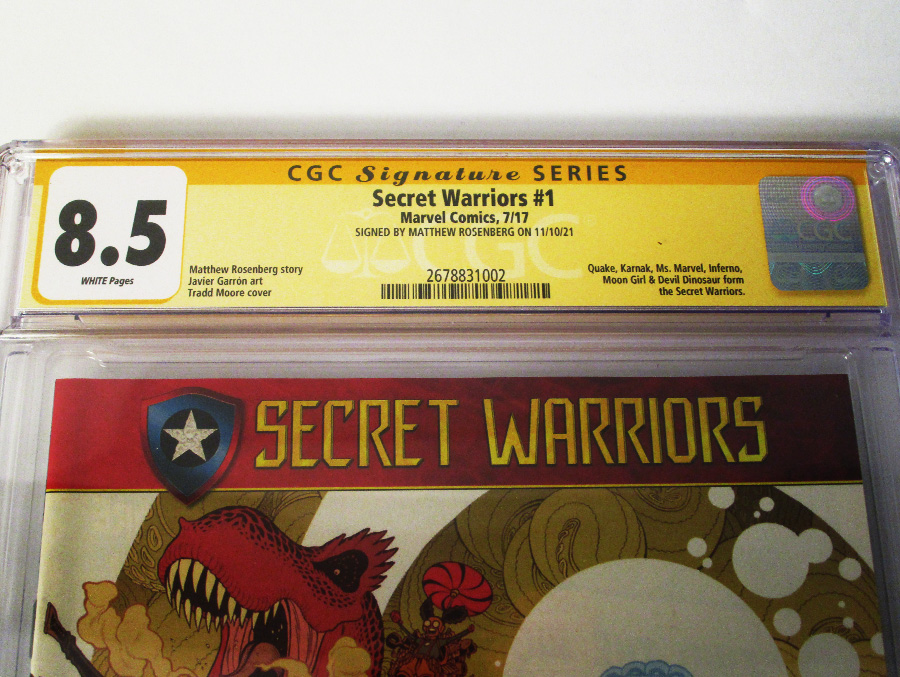 CGC Signature SERIES
Secret Warriors #1
Marvel Comics, 7/17
SIGNED BY MATTHEW ROSENBERG ON 11/10/21
8.5
WHITE Pages
Matthew Rosenberg story
Javier Garrón art
Tradd Moore cover
CGC
2678831002
Quake, Karnak, Ms. Marvel, Inferno,
Moon Girl & Devil Dinosaur form
the Secret Warriors.
CGC
SECRET WARRIORS